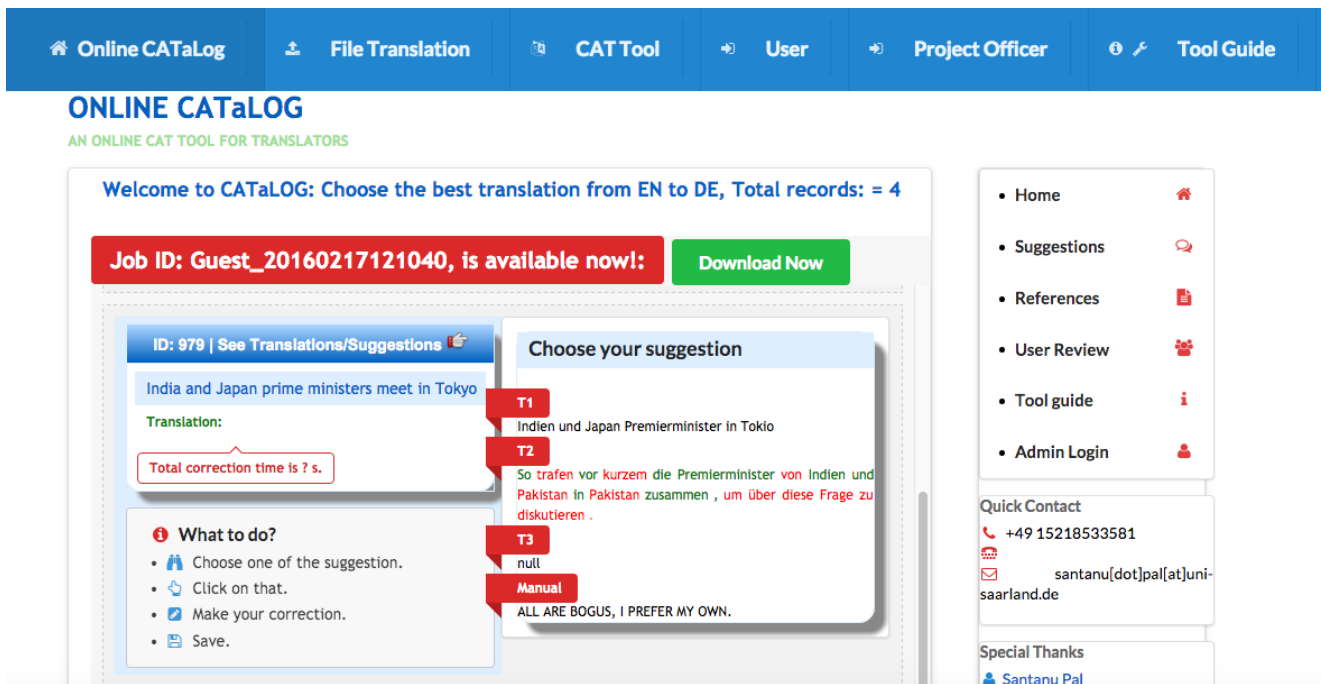 Online CATaLog File Translation CAT Tool User Project Officer Tool Guide
ONLINE CATaLOG
AN ONLINE CAT TOOL FOR TRANSLATORS
Welcome to CATaLOG: Choose the best translation from EN to DE, Total records: = 4
Job ID: Guest_20160217121040, is available now!:
Download Now
ID: 979 | See Translations/Suggestions
India and Japan prime ministers meet in Tokyo
Translation:
Total correction time is ? s.
What to do?
• Choose one of the suggestion.
• Click on that.
• Make your correction.
• Save.
Choose your suggestion
T1
Indien und Japan Premierminister in Tokio
T2
So trafen vor kurzem die Premierminister von Indien und
Pakistan in Pakistan zusammen , um über diese Frage zu
diskutieren .
T3
null
Manual
ALL ARE BOGUS, I PREFER MY OWN.
• Home
• Suggestions
• References
• User Review
• Tool guide
• Admin Login
Quick Contact
+49 15218533581
santanu[dot]pal[at]uni-
saarland.de
Special Thanks
Santanu Pal